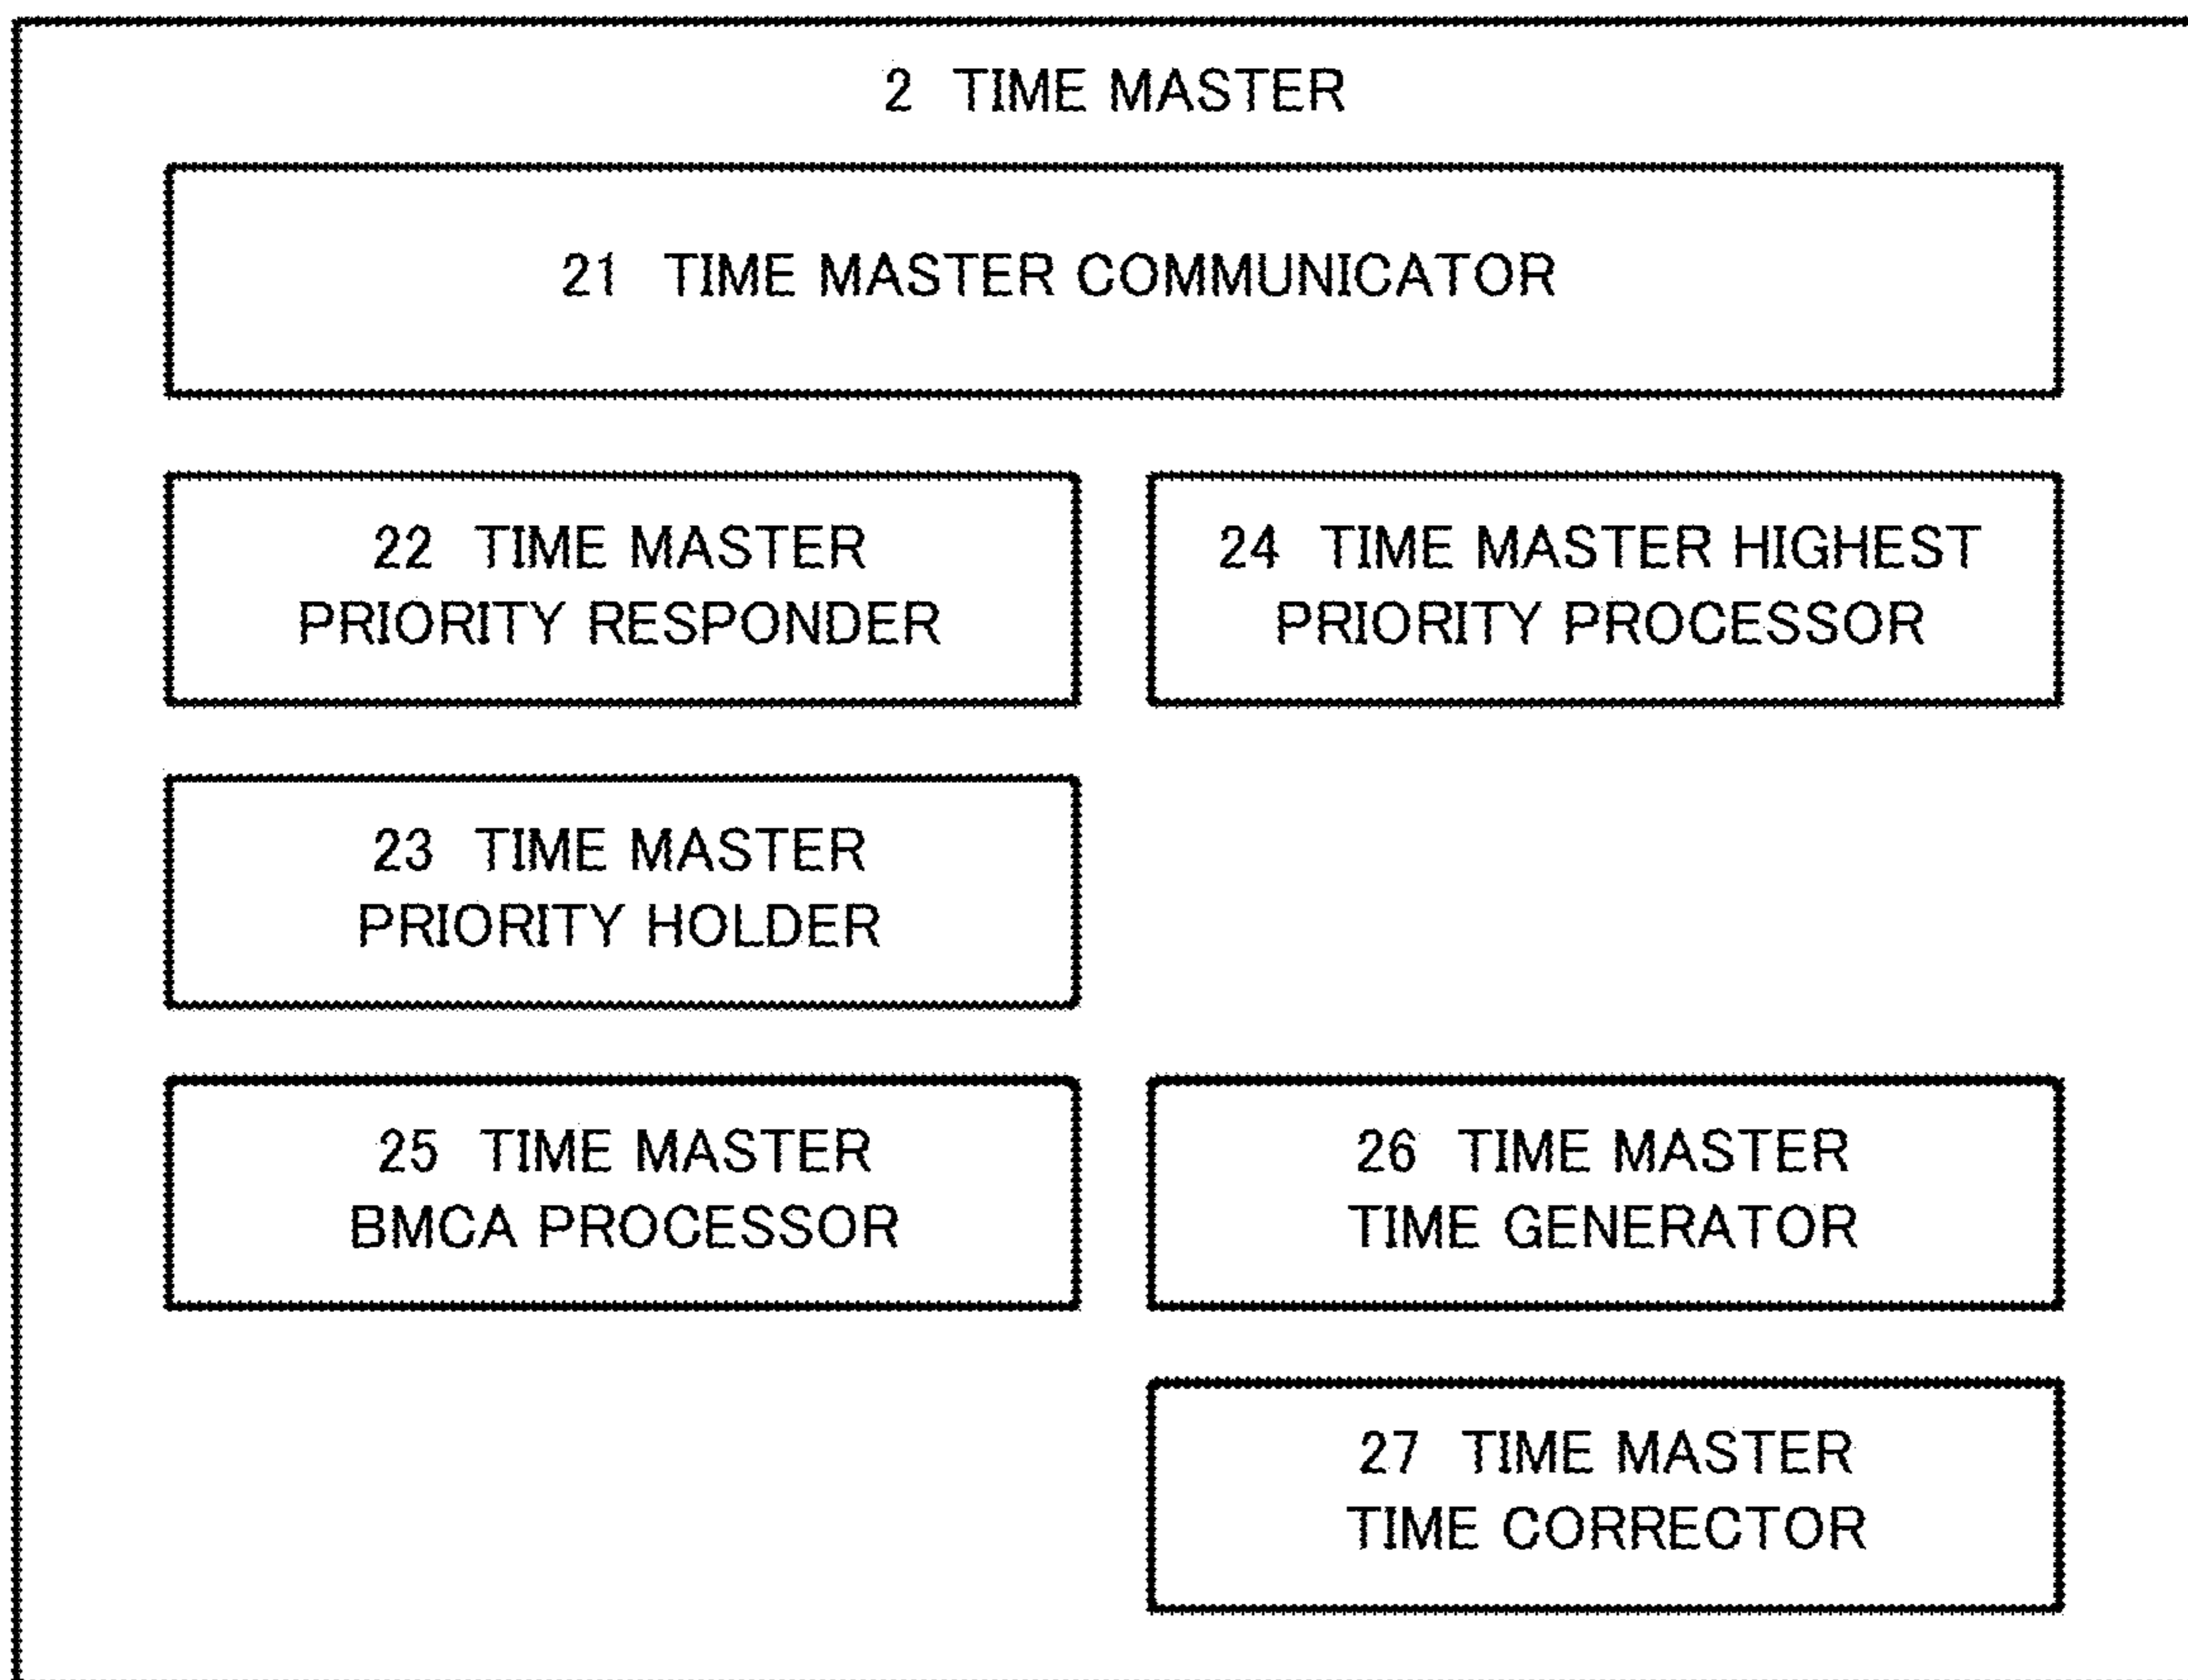 2 TIME MASTER
21 TIME MASTER COMMUNICATOR
22 TIME MASTER
PRIORITY RESPONDER
24 TIME MASTER HIGHEST
PRIORITY PROCESSOR
23 TIME MASTER
PRIORITY HOLDER
25 TIME MASTER
BMCA PROCESSOR
26 TIME MASTER
TIME GENERATOR
27 TIME MASTER
TIME CORRECTOR